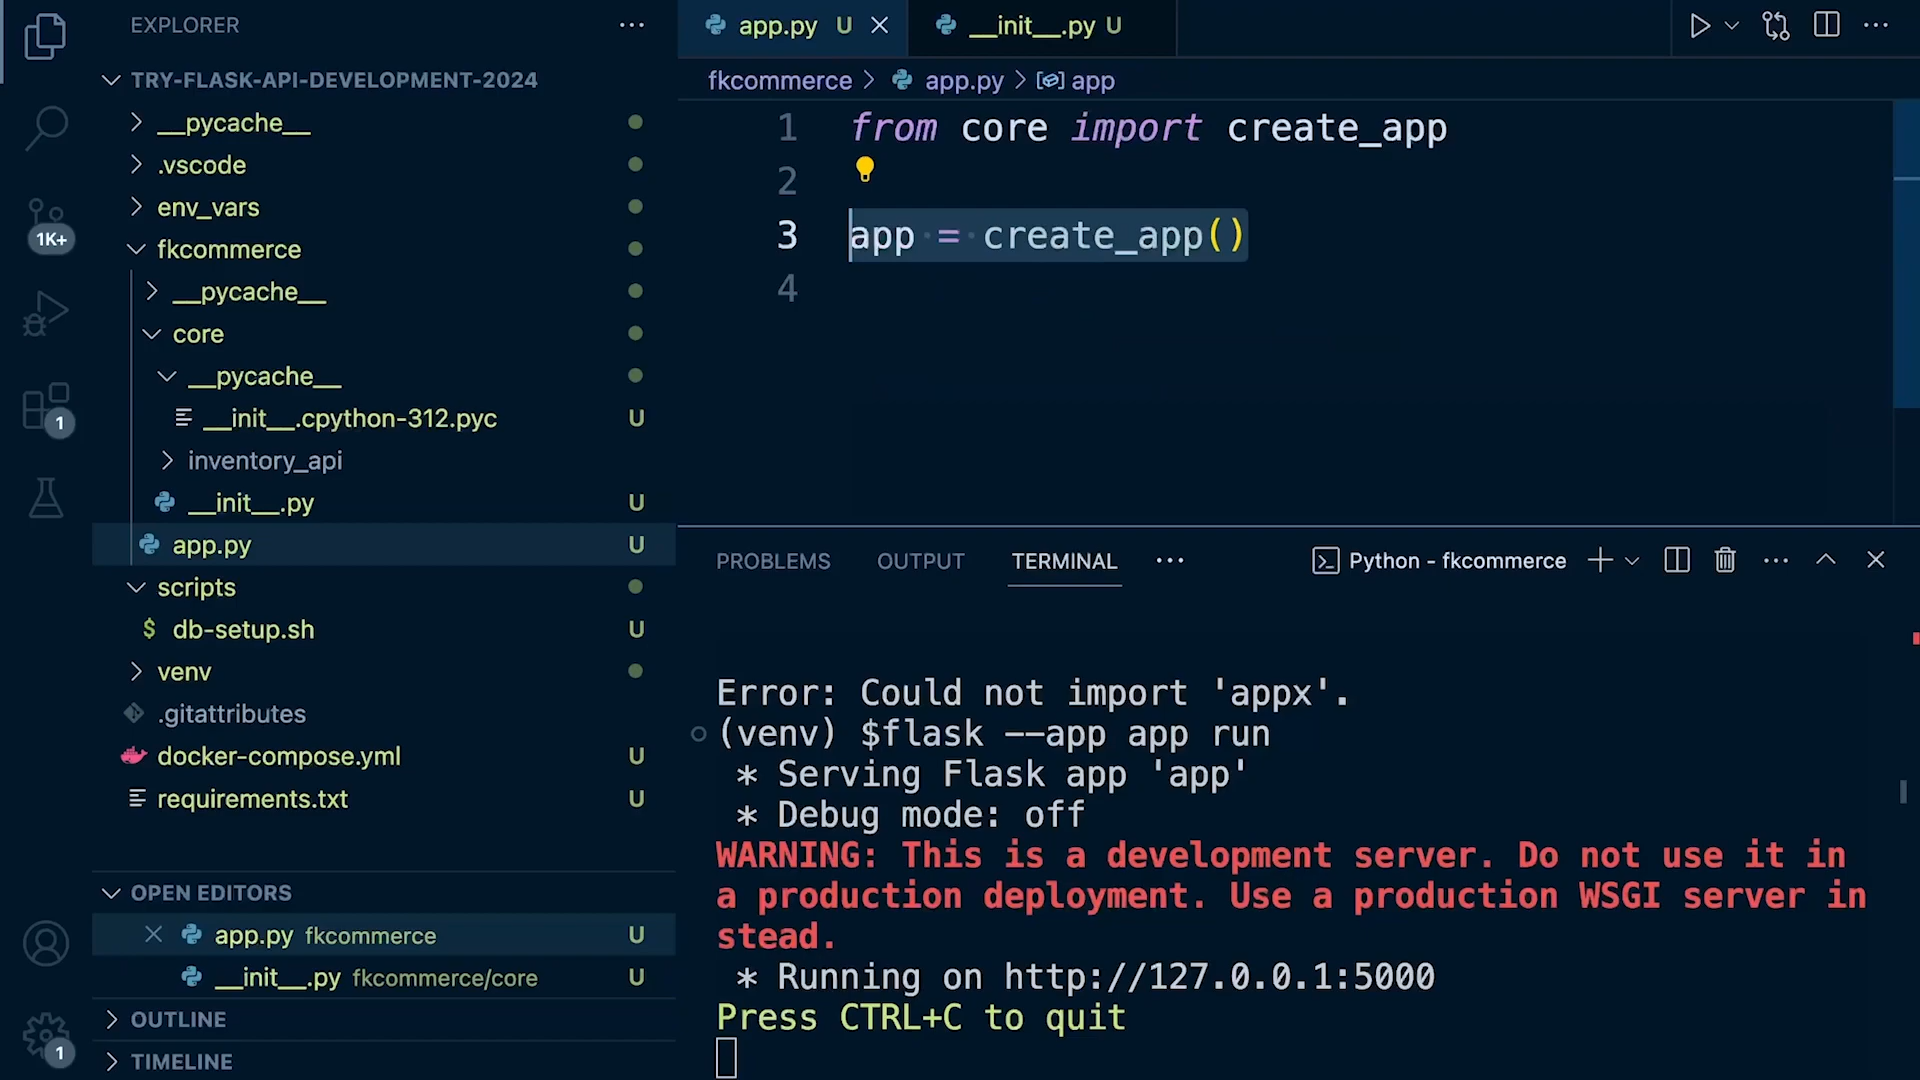 EXPLORER
TRY-FLASK-API-DEVELOPMENT-2024
__pycache__
.vscode
env_vars
fkcommerce
__pycache__
core
__pycache__
__init__.cpython-312.pyc U
inventory_api
__init__.py U
app.py U
scripts
$ db-setup.sh U
venv
.gitattributes
docker-compose.yml U
requirements.txt U
OPEN EDITORS
app.py fkcommerce U
__init__.py fkcommerce/core U
OUTLINE
TIMELINE
1K+
1
1
app.py U
__init__.py U
fkcommerce > app.py > app
1 from core import create_app
2
3 app = create_app()
4
PROBLEMS OUTPUT TERMINAL
Python - fkcommerce
Error: Could not import 'appx'.
(venv) $flask --app app run
* Serving Flask app 'app'
* Debug mode: off
WARNING: This is a development server. Do not use it in
a production deployment. Use a production WSGI server in
stead.
* Running on http://127.0.0.1:5000
Press CTRL+C to quit